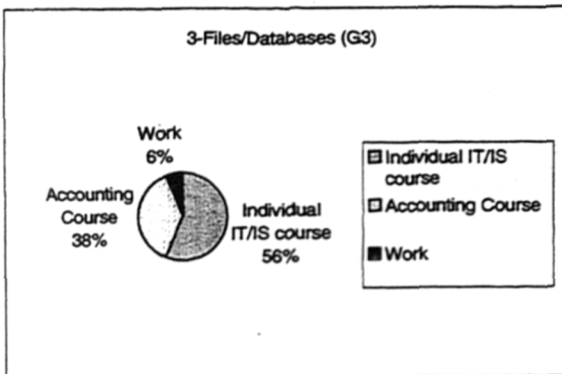 3-Files/Databases (G3)
Work
6%
Accounting
Course
38%
Individual
IT/IS course
56%
Individual IT/IS
course
Accounting Course
Work